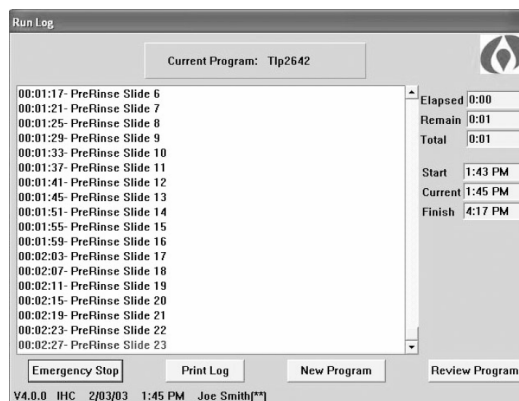 Run Log
Current Program: Tlp2642
00:01:17- PreRinse Slide 6
00:01:21- PreRinse Slide 7
00:01:25- PreRinse Slide 8
00:01:29- PreRinse Slide 9
00:01:33- PreRinse Slide 10
00:01:37- PreRinse Slide 11
00:01:41- PreRinse Slide 12
00:01:45- PreRinse Slide 13
00:01:51- PreRinse Slide 14
00:01:55- PreRinse Slide 15
00:01:59- PreRinse Slide 16
00:02:03- PreRinse Slide 17
00:02:07- PreRinse Slide 18
00:02:11- PreRinse Slide 19
00:02:15- PreRinse Slide 20
00:02:19- PreRinse Slide 21
00:02:23- PreRinse Slide 22
00:02:27- PreRinse Slide 23
Elapsed 0:00
Remain 0:01
Total 0:01
Start 1:43 PM
Current 1:45 PM
Finish 4:17 PM
Emergency Stop Print Log New Program Review Program
V4.0.0 IHC 2/03/03 1:45 PM Joe Smith(**)